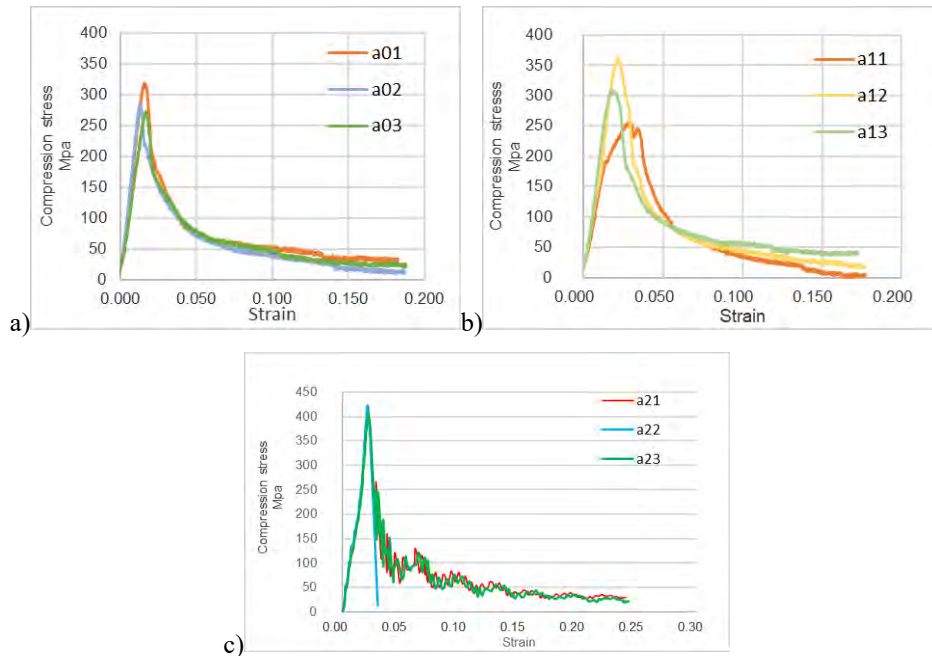 400
350
300
250
200
150
100
50
0
Compression stress
Mpa
a01
a02
a03
0.000
0.050
0.100
0.150
0.200
Strain
a)
400
350
300
250
200
150
100
50
0
Compression stresss
Mpa
a11
a12
a13
0.000
0.050
0.100
0.150
0.200
Strain
b)
450
400
350
300
250
200
150
100
50
0
Compression stress
Mpa
a21
a22
a23
0.00
0.05
0.10
0.15
0.20
0.25
0.30
Strain
c)